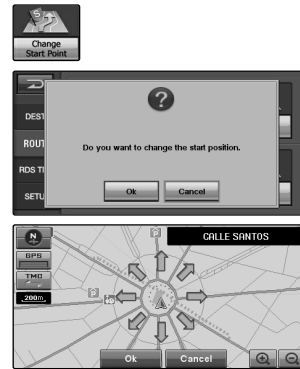 S
Change
Start Point
?
DEST
ROUT
RDS T
SETU
Do you want to change the start position.
Ok Cancel
N
GPS
TMC
200m
CALLE SANTOS
P
P
Ok Cancel